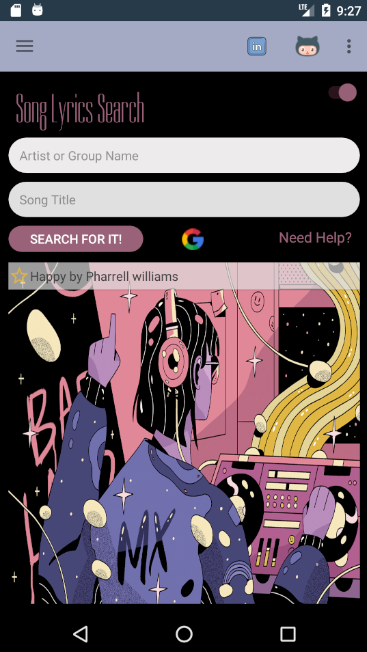 LTE 9:27
in
Song Lyrics Search
Artist or Group Name
Song Title
SEARCH FOR IT!
G
Need Help?
Happy by Pharrell williams
MX